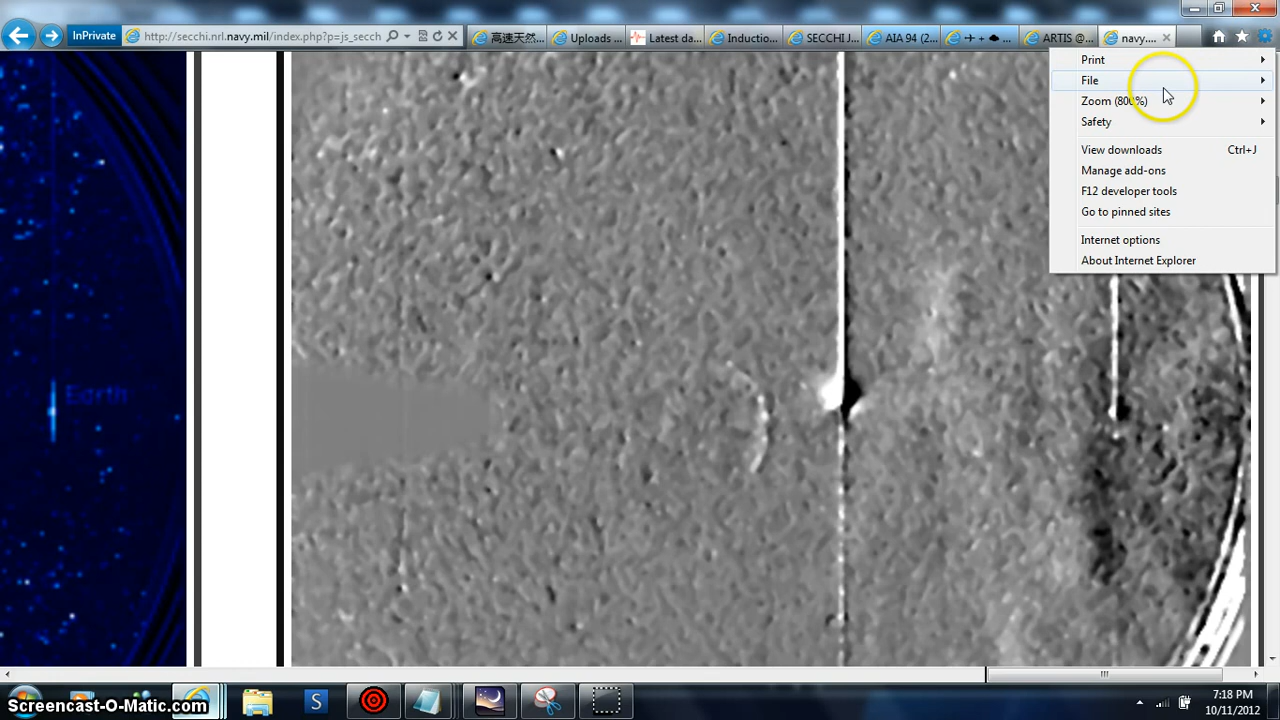 InPrivate
http://secchi.nrl.navy.mil/index.php?p=js_secch
高速天然...
Uploads ...
Latest da...
Inductio...
SECCHI J...
AIA 94 (2...
ARTIS @...
navy....
Print
File
Zoom (800%)
Safety
View downloads Ctrl+J
Manage add-ons
F12 developer tools
Go to pinned sites
Internet options
About Internet Explorer
Earth
Screencast-O-Matic.com
S
7:18 PM
10/11/2012